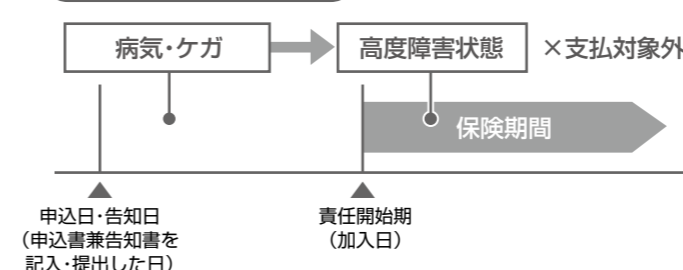 病気・ケガ
高度障害状態
×支払対象外
保険期間
申込日・告知日
（申込書兼告知書を
記入・提出した日）
責任開始期
（加入日）